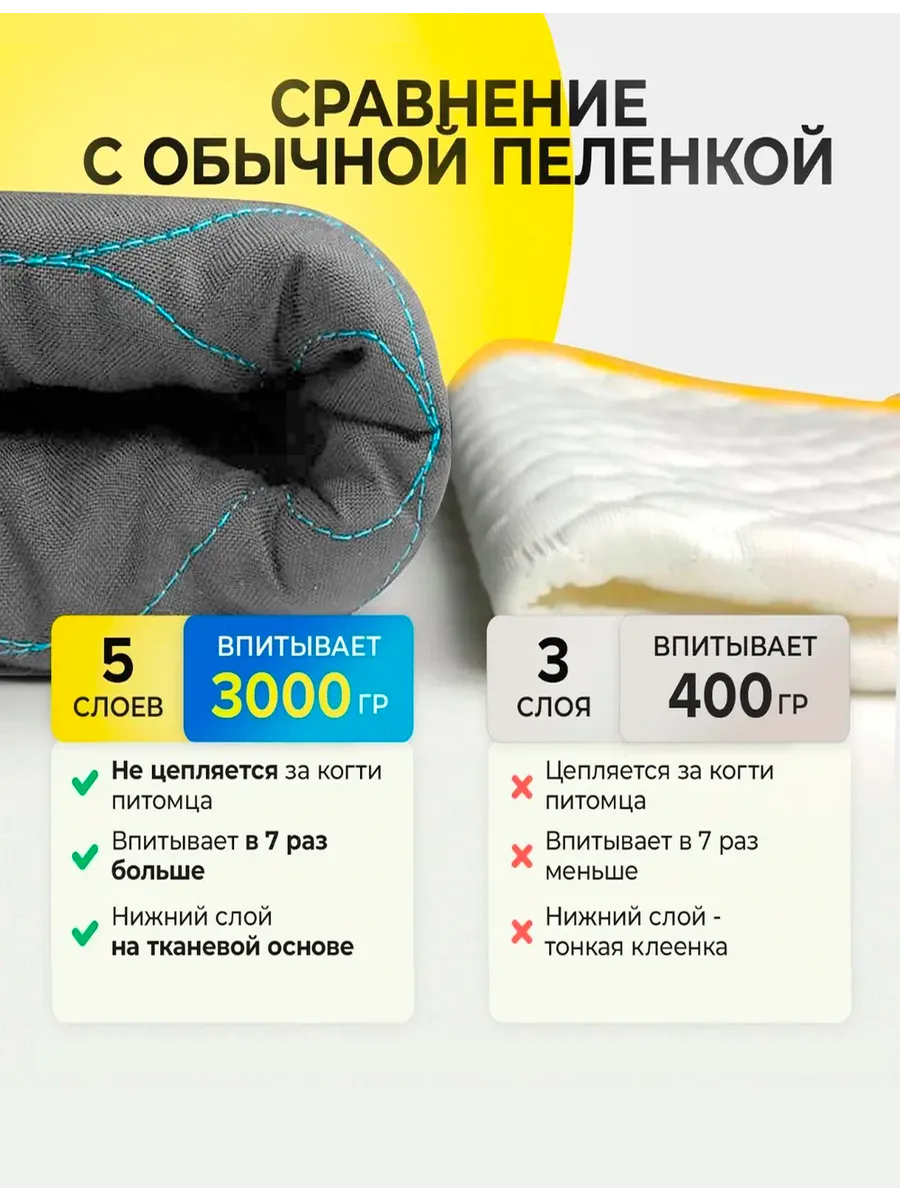 СРАВНЕНИЕ
С ОБЫЧНОЙ ПЕЛЕНКОЙ
5
СЛОЕВ
ВПИТЫВАЕТ
3000 ГР
Не цепляется за когти
питомца
Впитывает в 7 раз
больше
Нижний слой
на тканевой основе
3
СЛОЯ
ВПИТЫВАЕТ
400 ГР
Цепляется за когти
питомца
Впитывает в 7 раз
меньше
Нижний слой -
тонкая клеенка